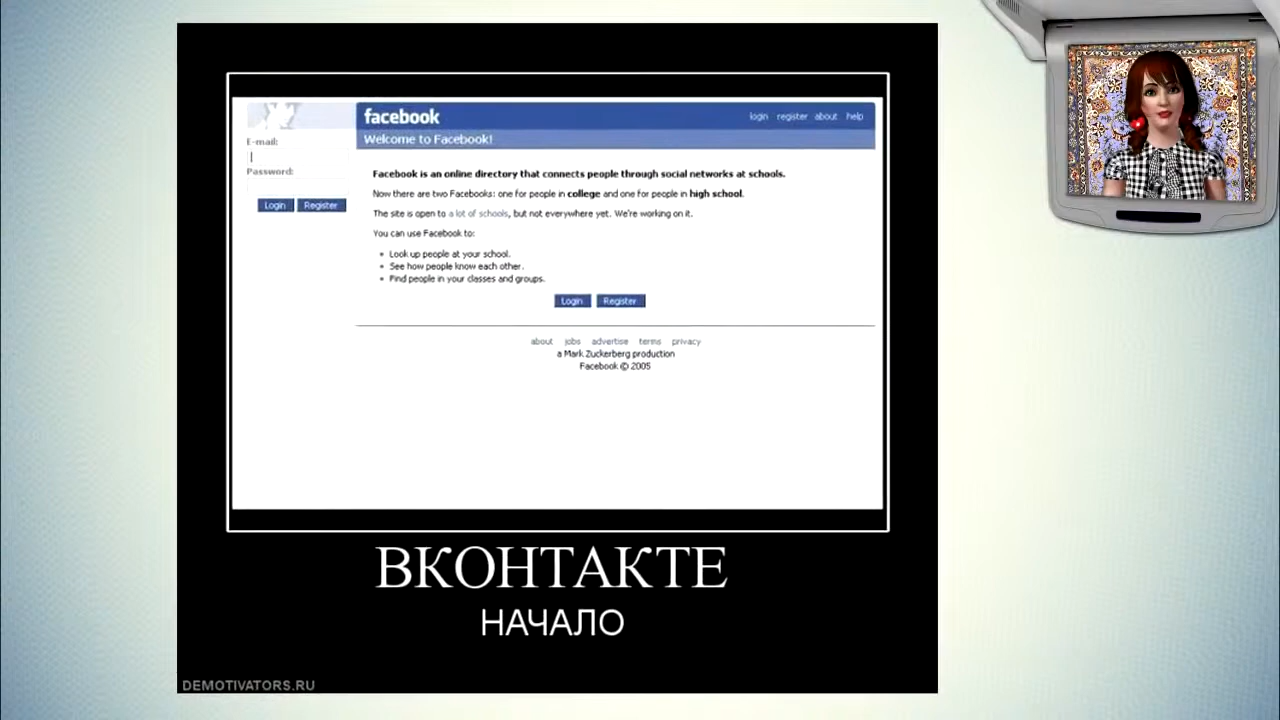 facebook
login register about help
Welcome to Facebook!
E-mail:
Password:
Login Register
Facebook is an online directory that connects people through social networks at schools.
Now there are two Facebooks: one for people in college and one for people in high school.
The site is open to a lot of schools, but not everywhere yet. We're working on it.
You can use Facebook to:
• Look up people at your school.
• See how people know each other.
• Find people in your classes and groups.
Login Register
about jobs advertise terms privacy
a Mark Zuckerberg production
Facebook © 2005
ВКОНТАКТЕ
НАЧАЛО
DEMOTIVATORS.RU